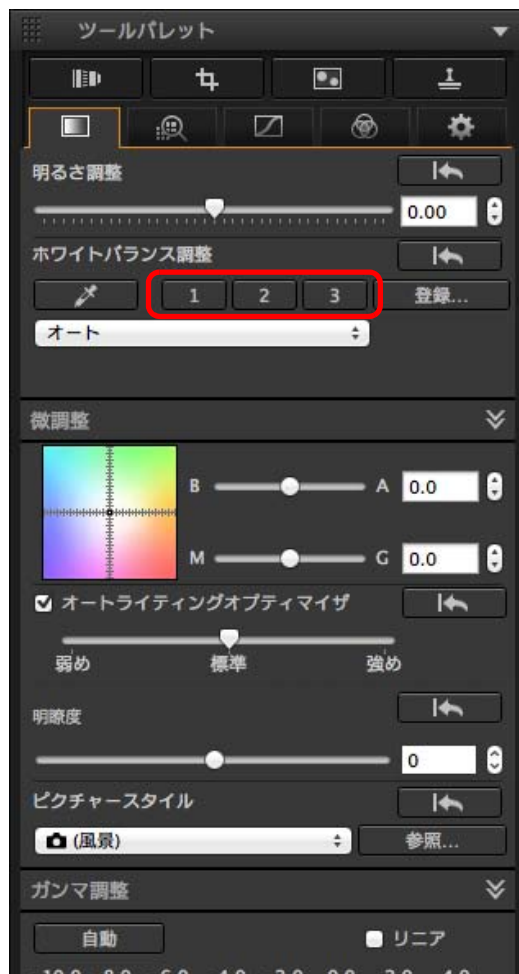 ツールパレット
明るさ調整
0.00
ホワイトバランス調整
1 2 3 登録...
オート
微調整
B A 0.0
M G 0.0
オートライティングオプティマイザ
弱め 標準 強め
明瞭度
0
ピクチャースタイル
(風景) 参照...
ガンマ調整
自動 リニア